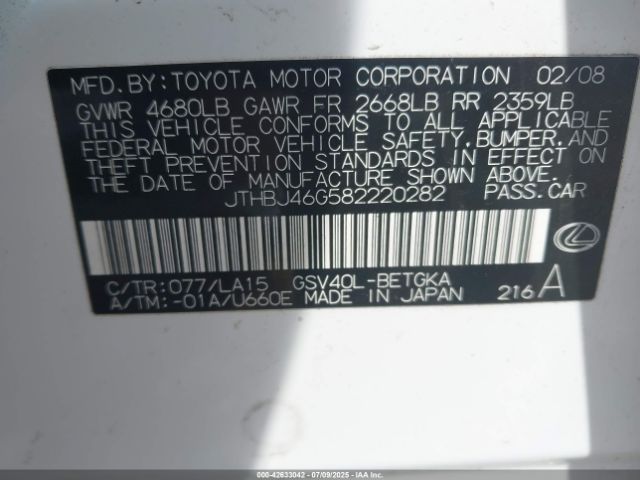 MFD. BY: TOYOTA MOTOR CORPORATION 02/08
GVWR 4680LB GAWR FR 2668LB RR 2359LB
THIS VEHICLE CONFORMS TO ALL APPLICABLE
FEDERAL MOTOR VEHICLE SAFETY, BUMPER, AND
THEFT PREVENTION STANDARDS IN EFFECT ON
THE DATE OF MANUFACTURE SHOWN ABOVE.
JTHBJ46G582220282 PASS. CAR
C/TR: 077/LA15 GSV40L-BETGKA
A/TM: -01A/U660E MADE IN JAPAN 216 A
000-42633042 | 07/09/2025 | IAAI.COM